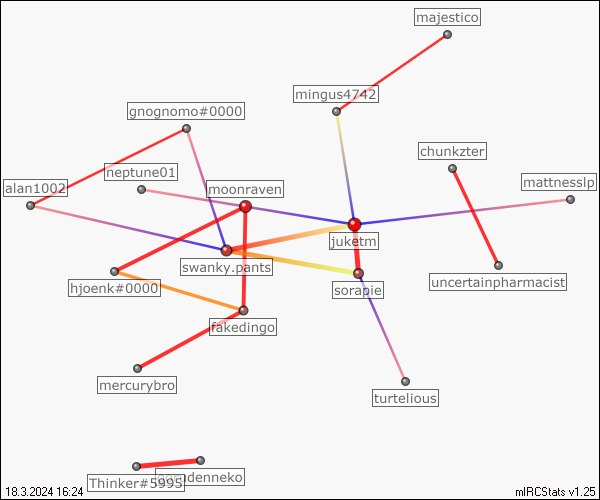 majestico
mingus4742
gnognomo#0000
chunkzter
neptune01
mattnesslp
alan1002
moonraven
juketm
swanky.pants
hjoenk#0000
sorapie
uncertainpharmacist
fakedingo
mercurybro
turtelious
Thinker#5995
18.3.2024 16:24
mIRCStats v1.25